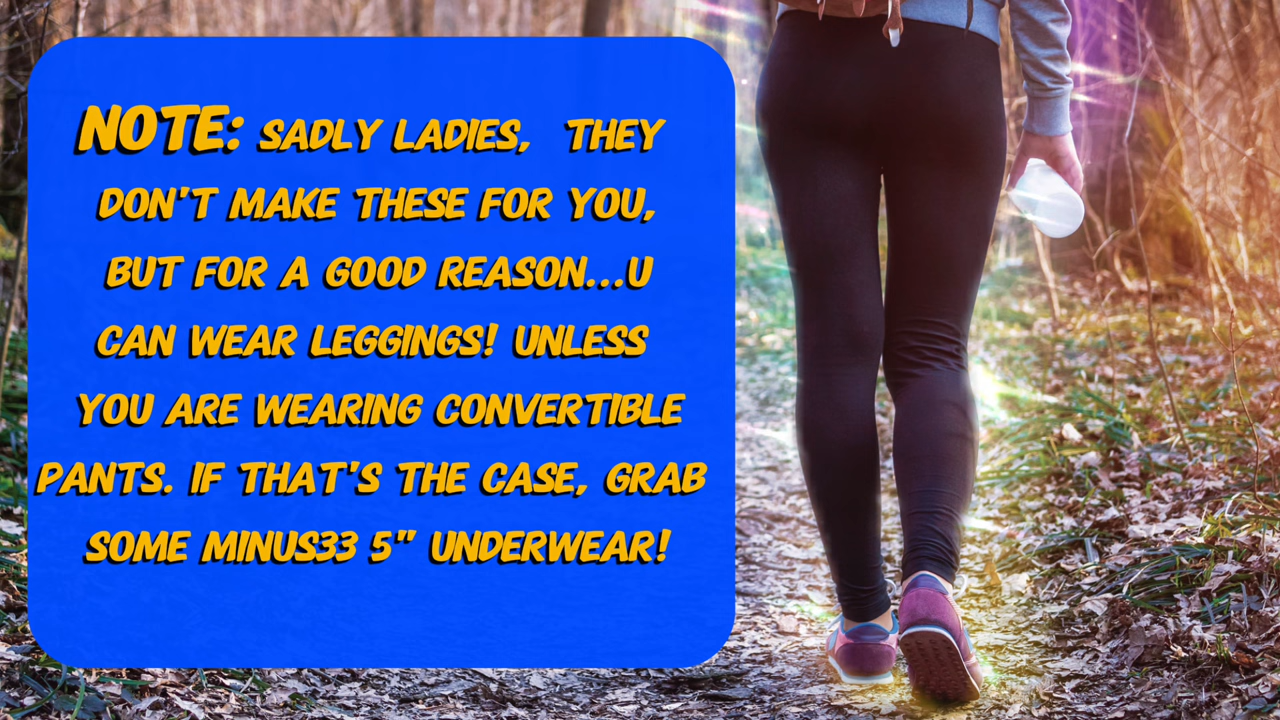 NOTE: SADLY LADIES, THEY
DON'T MAKE THESE FOR YOU,
BUT FOR A GOOD REASON...U
CAN WEAR LEGGINGS! UNLESS
YOU ARE WEARING CONVERTIBLE
PANTS. IF THAT'S THE CASE, GRAB
SOME MINUS33 5" UNDERWEAR!